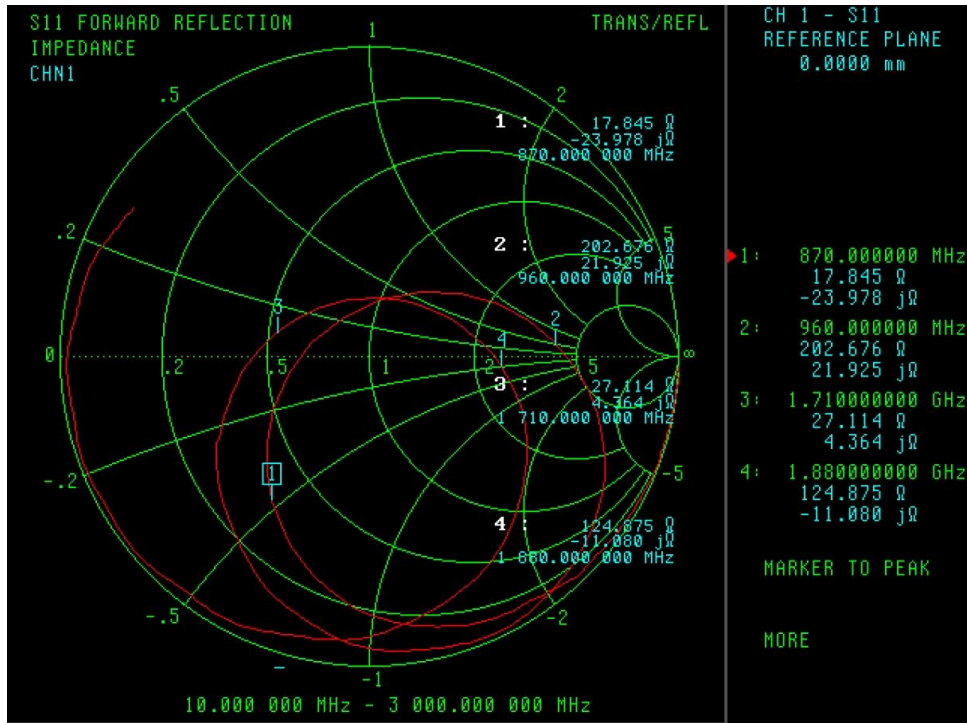 S11 FORWARD REFLECTION
IMPEDANCE
CHN1
TRANS/REFL
1
.5
2
.2
5
0
.2
.5
1
2
5
∞
-.2
-5
-.5
-2
-1
1 :
17.845 Ω
-23.978 jΩ
870.000 000 MHz
2 :
202.676 Ω
21.925 jΩ
960.000 000 MHz
3 :
27.114 Ω
4.364 jΩ
1 710.000 000 MHz
4 :
124.875 Ω
-11.080 jΩ
1 880.000 000 MHz
3
4
2
1
10.000 000 MHz - 3 000.000 000 MHz
CH 1 - S11
REFERENCE PLANE
0.0000 mm
1: 870.000000 MHz
17.845 Ω
-23.978 jΩ
2: 960.000000 MHz
202.676 Ω
21.925 jΩ
3: 1.710000000 GHz
27.114 Ω
4.364 jΩ
4: 1.880000000 GHz
124.875 Ω
-11.080 jΩ
MARKER TO PEAK
MORE